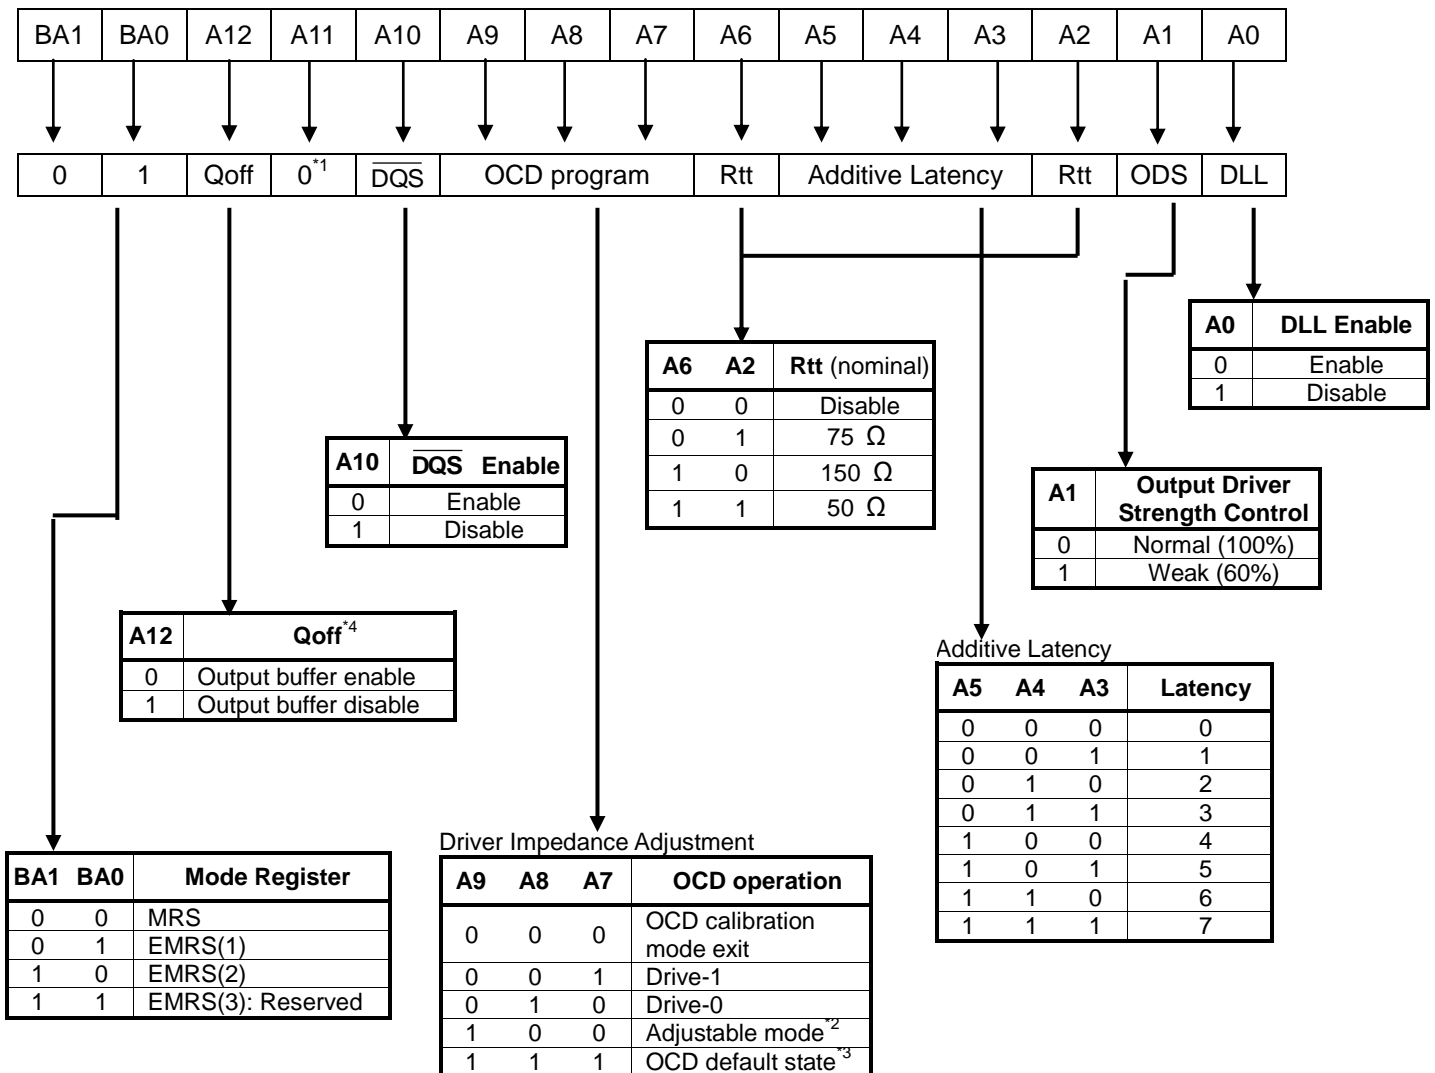 BA1 BA0 A12 A11 A10 A9 A8 A7 A6 A5 A4 A3 A2 A1 A0
0 1 Qoff 0*1 D̅Q̅S̅ OCD program Rtt Additive Latency Rtt ODS DLL
A0 DLL Enable
0 Enable
1 Disable
A6 A2 Rtt (nominal)
0 0 Disable
0 1 75 Ω
1 0 150 Ω
1 1 50 Ω
A10 D̅Q̅S̅ Enable
0 Enable
1 Disable
A1 Output Driver
Strength Control
0 Normal (100%)
1 Weak (60%)
A12 Qoff*4
0 Output buffer enable
1 Output buffer disable
Additive Latency
A5 A4 A3 Latency
0 0 0 0
0 0 1 1
0 1 0 2
0 1 1 3
1 0 0 4
1 0 1 5
1 1 0 6
1 1 1 7
BA1 BA0 Mode Register
0 0 MRS
0 1 EMRS(1)
1 0 EMRS(2)
1 1 EMRS(3): Reserved
Driver Impedance Adjustment
A9 A8 A7 OCD operation
0 0 0 OCD calibration
mode exit
0 0 1 Drive-1
0 1 0 Drive-0
1 0 0 Adjustable mode*2
1 1 1 OCD default state*3